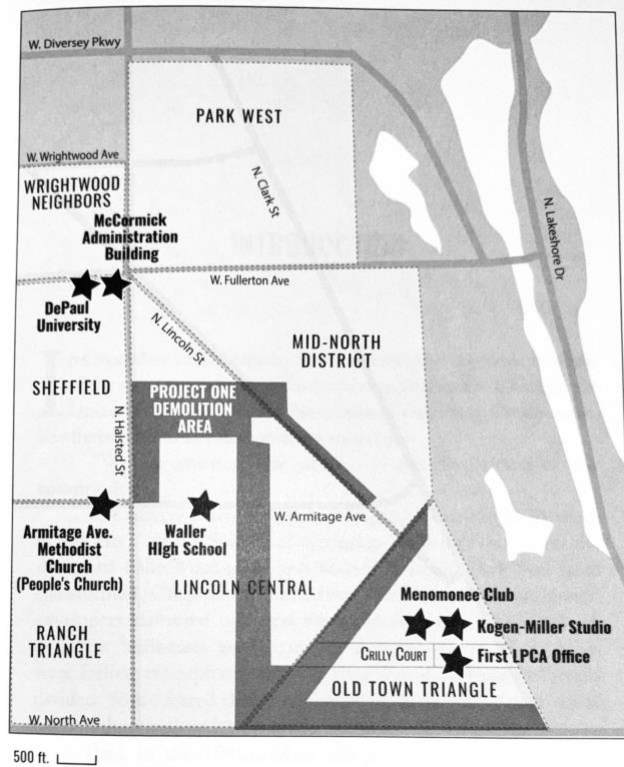 W. Diversey Pkwy
PARK WEST
W. Wrightwood Ave
WRIGHTWOOD
NEIGHBORS
N. Clark St
N. Lakeshore Dr
McCormick
Administration
Building
W. Fullerton Ave
DePaul
University
N. Lincoln St
MID-NORTH
DISTRICT
SHEFFIELD
N. Halsted St
PROJECT ONE
DEMOLITION
AREA
Armitage Ave.
Methodist
Church
(People's Church)
Waller
HIgh School
W. Armitage Ave
LINCOLN CENTRAL
Menomonee Club
Kogen-Miller Studio
RANCH
TRIANGLE
CRILLY COURT
First LPCA Office
OLD TOWN TRIANGLE
W. North Ave
500 ft.